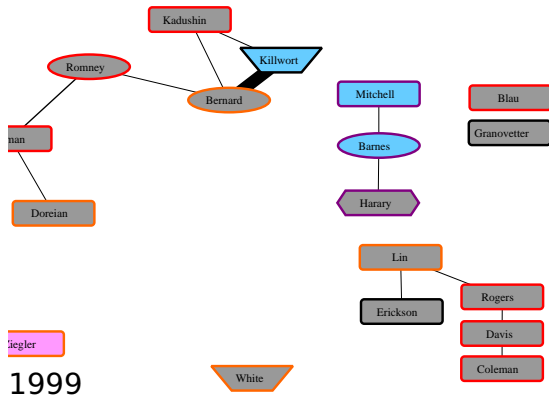 Kadushin
Killwort
Romney
Bernard
Mitchell
Blau
Granovetter
Barnes
man
Doreian
Harary
Lin
Rogers
Erickson
Davis
Ziegler
Coleman
White
1999